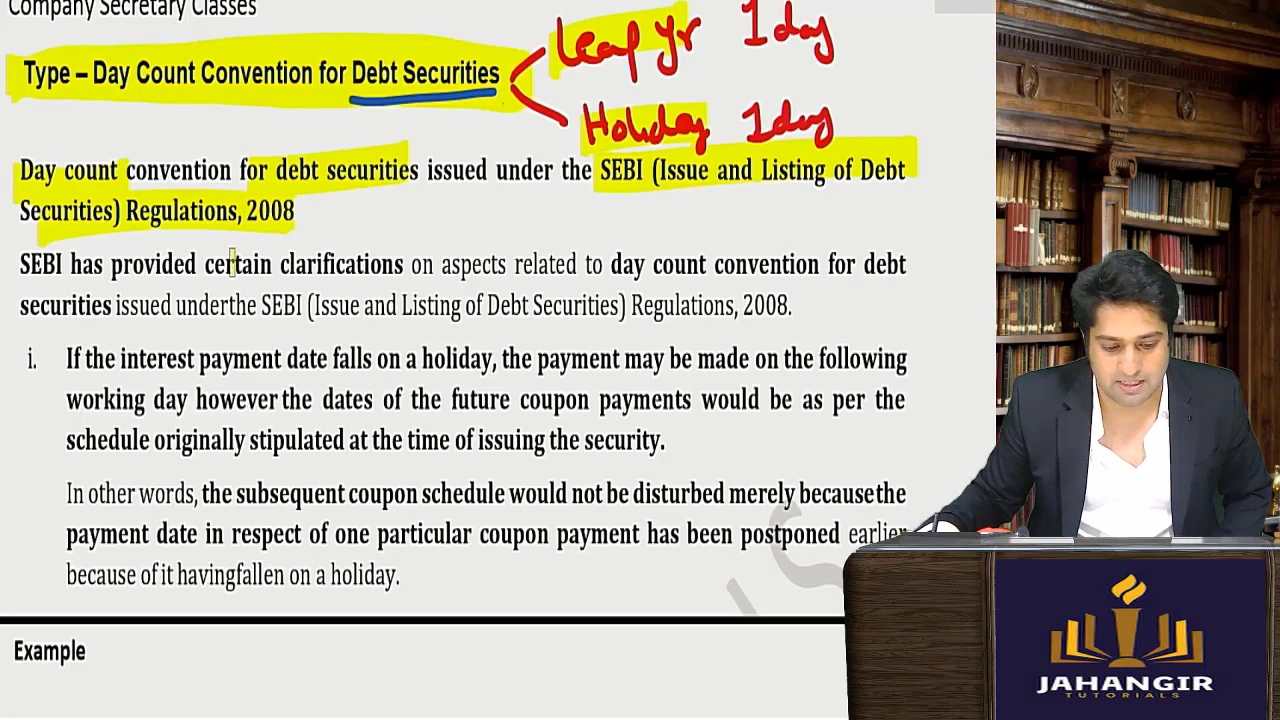 Company Secretary Classes
Leap yr 1 day
Type – Day Count Convention for Debt Securities
Holiday 1 day
Day count convention for debt securities issued under the SEBI (Issue and Listing of Debt
Securities) Regulations, 2008
SEBI has provided certain clarifications on aspects related to day count convention for debt
securities issued underthe SEBI (Issue and Listing of Debt Securities) Regulations, 2008.
i. If the interest payment date falls on a holiday, the payment may be made on the following
working day however the dates of the future coupon payments would be as per the
schedule originally stipulated at the time of issuing the security.
In other words, the subsequent coupon schedule would not be disturbed merely because the
payment date in respect of one particular coupon payment has been postponed earlier
because of it havingfallen on a holiday.
Example
JAHANGIR
TUTORIALS